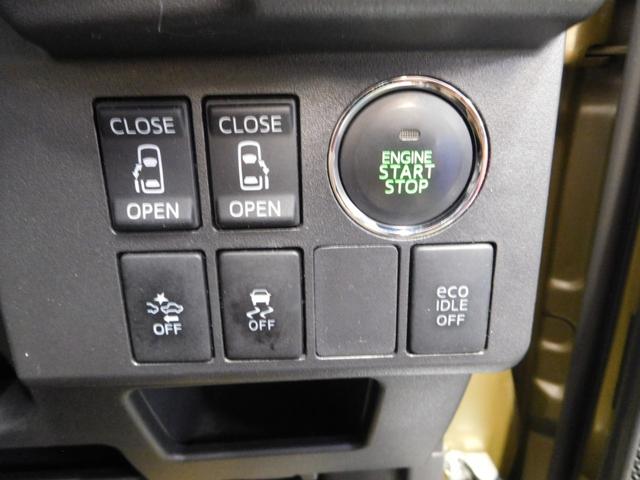 CLOSE
OPEN
CLOSE
OPEN
ENGINE
START
STOP
OFF
OFF
eco
IDLE
OFF